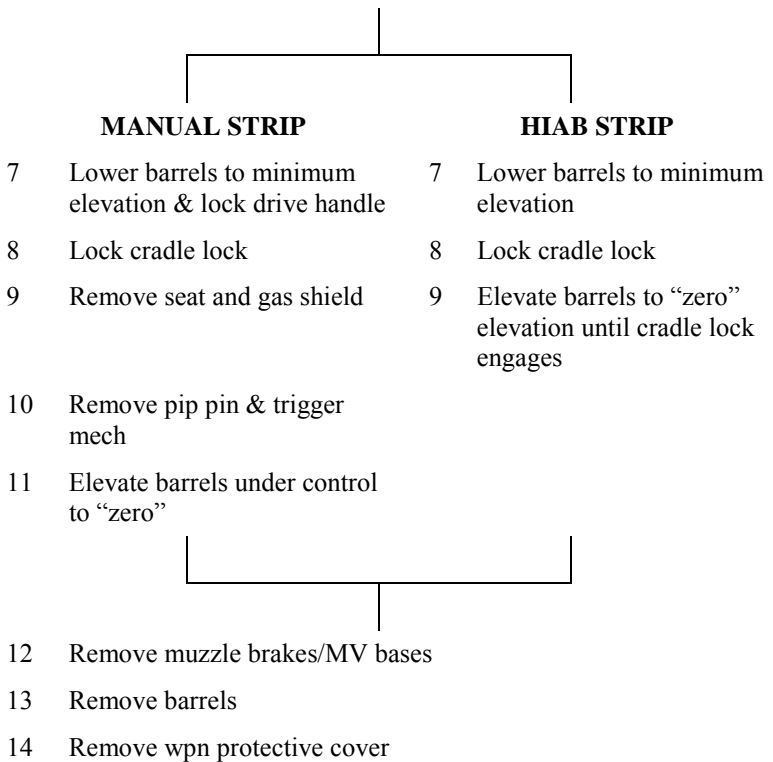 MANUAL STRIP
7 Lower barrels to minimum
elevation & lock drive handle
8 Lock cradle lock
9 Remove seat and gas shield
10 Remove pip pin & trigger
mech
11 Elevate barrels under control
to “zero”
HIAB STRIP
7 Lower barrels to minimum
elevation
8 Lock cradle lock
9 Elevate barrels to “zero”
elevation until cradle lock
engages
12 Remove muzzle brakes/MV bases
13 Remove barrels
14 Remove wpn protective cover